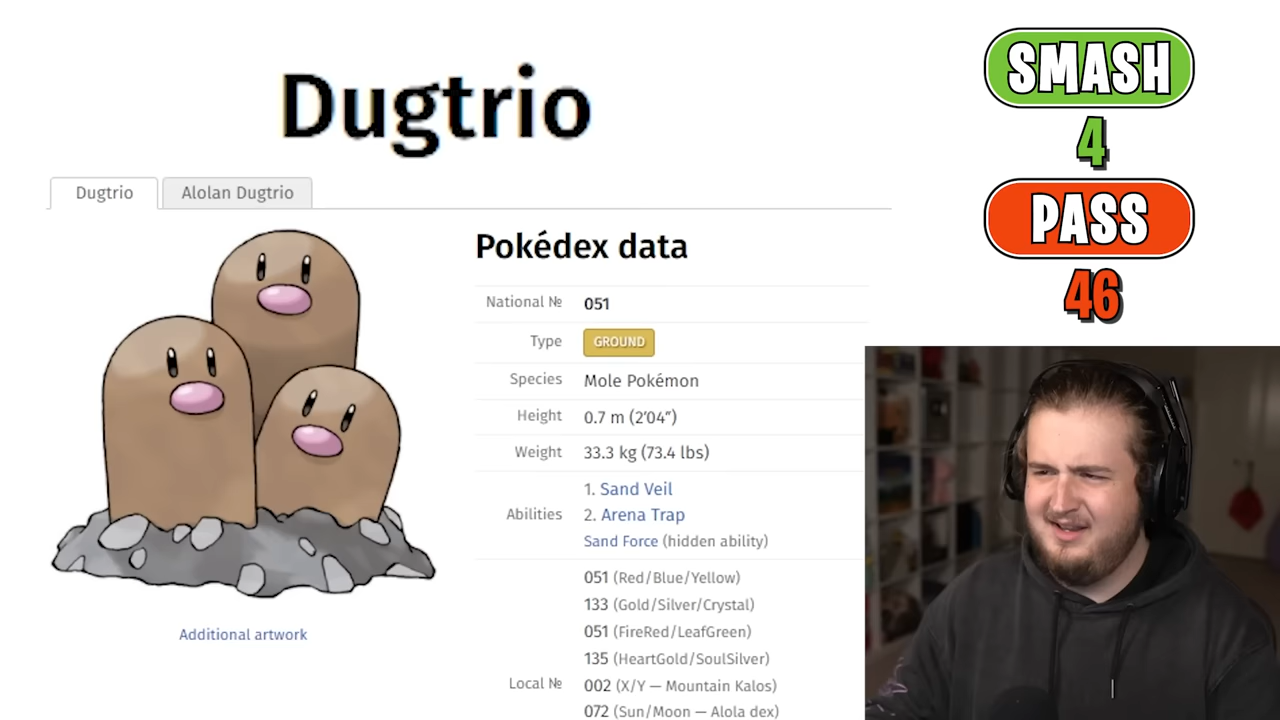 Dugtrio
SMASH
4
PASS
46
Dugtrio
Alolan Dugtrio
Pokédex data
National № 051
Type GROUND
Species Mole Pokémon
Height 0.7 m (2′04″)
Weight 33.3 kg (73.4 lbs)
Abilities
1. Sand Veil
2. Arena Trap
Sand Force (hidden ability)
Local №
051 (Red/Blue/Yellow)
133 (Gold/Silver/Crystal)
051 (FireRed/LeafGreen)
135 (HeartGold/SoulSilver)
002 (X/Y — Mountain Kalos)
072 (Sun/Moon — Alola dex)
Additional artwork